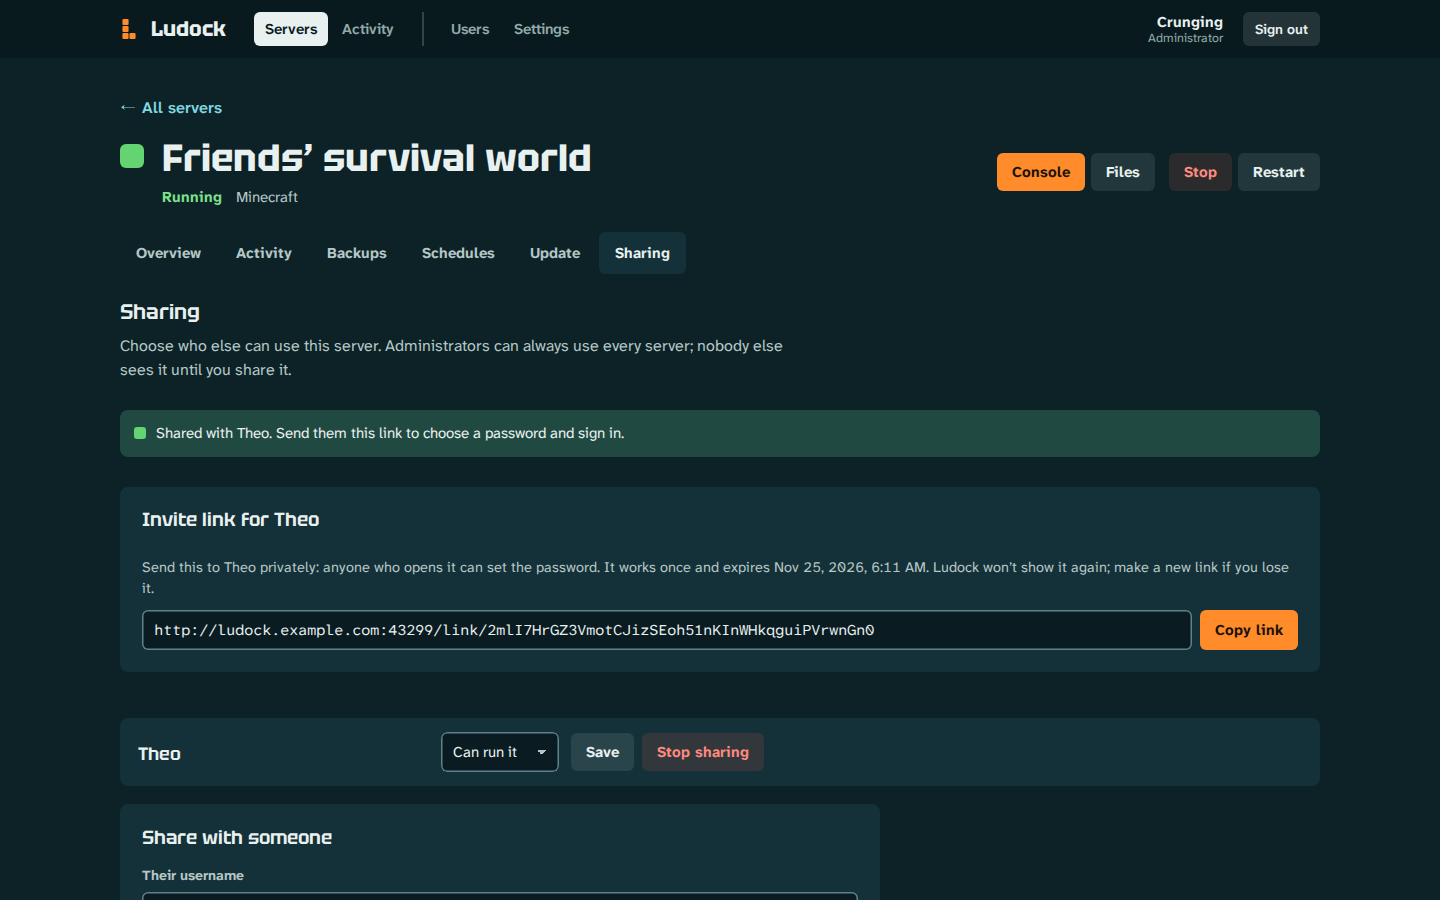 Ludock
Servers
Activity
Users
Settings
Crunging
Administrator
Sign out
← All servers
Friends’ survival world
Running
Minecraft
Console
Files
Stop
Restart
Overview
Activity
Backups
Schedules
Update
Sharing
Sharing
Choose who else can use this server. Administrators can always use every server; nobody else
sees it until you share it.
Shared with Theo. Send them this link to choose a password and sign in.
Invite link for Theo
Send this to Theo privately: anyone who opens it can set the password. It works once and expires Nov 25, 2026, 6:11 AM. Ludock won’t show it again; make a new link if you lose
it.
http://ludock.example.com:43299/link/2mlI7HrGZ3VmotCJizSEoh51nKInWHkqguiPVrwnGn0
Copy link
Theo
Can run it
Save
Stop sharing
Share with someone
Their username